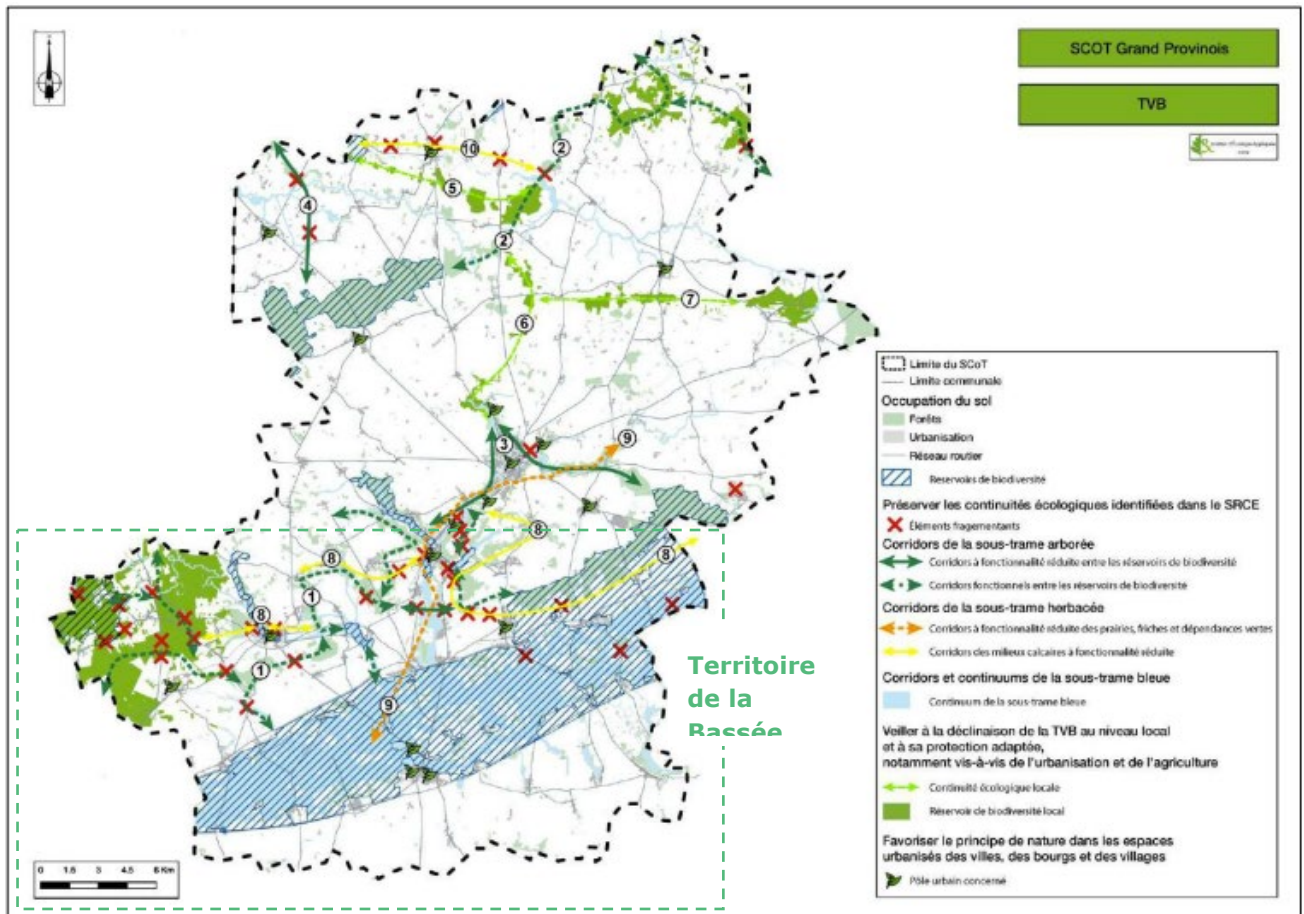 SCOT Grand Provinois
TVB
10
2
5
4
2
7
6
3
9
8
8
8
1
8
1
9
Territoire
de la
Bassée
0 1.5 3 4.5 6 Km
Limite du SCoT
Limite communale
Occupation du sol
Forêts
Urbanisation
Réseau routier
Reservoirs de biodiversité
Préserver les continuités écologiques identifiées dans le SRCE
Éléments fragementants
Corridors de la sous-trame arborée
Corridors à fonctionnalité réduite entre les réservoirs de biodiversité
Corridors fonctionnels entre les réservoirs de biodiversité
Corridors de la sous-trame herbacée
Corridors à fonctionnalité réduite des prairies, friches et dépendances vertes
Corridors des milieux calcaires à fonctionnalité réduite
Corridors et continuums de la sous-trame bleue
Continuum de la sous-trame bleue
Veiller à la déclinaison de la TVB au niveau local
et à sa protection adaptée,
notamment vis-à-vis de l'urbanisation et de l'agriculture
Continuité écologique locale
Réservoir de biodiversité local
Favoriser le principe de nature dans les espaces
urbanisés des villes, des bourgs et des villages
Pôle urbain concerné